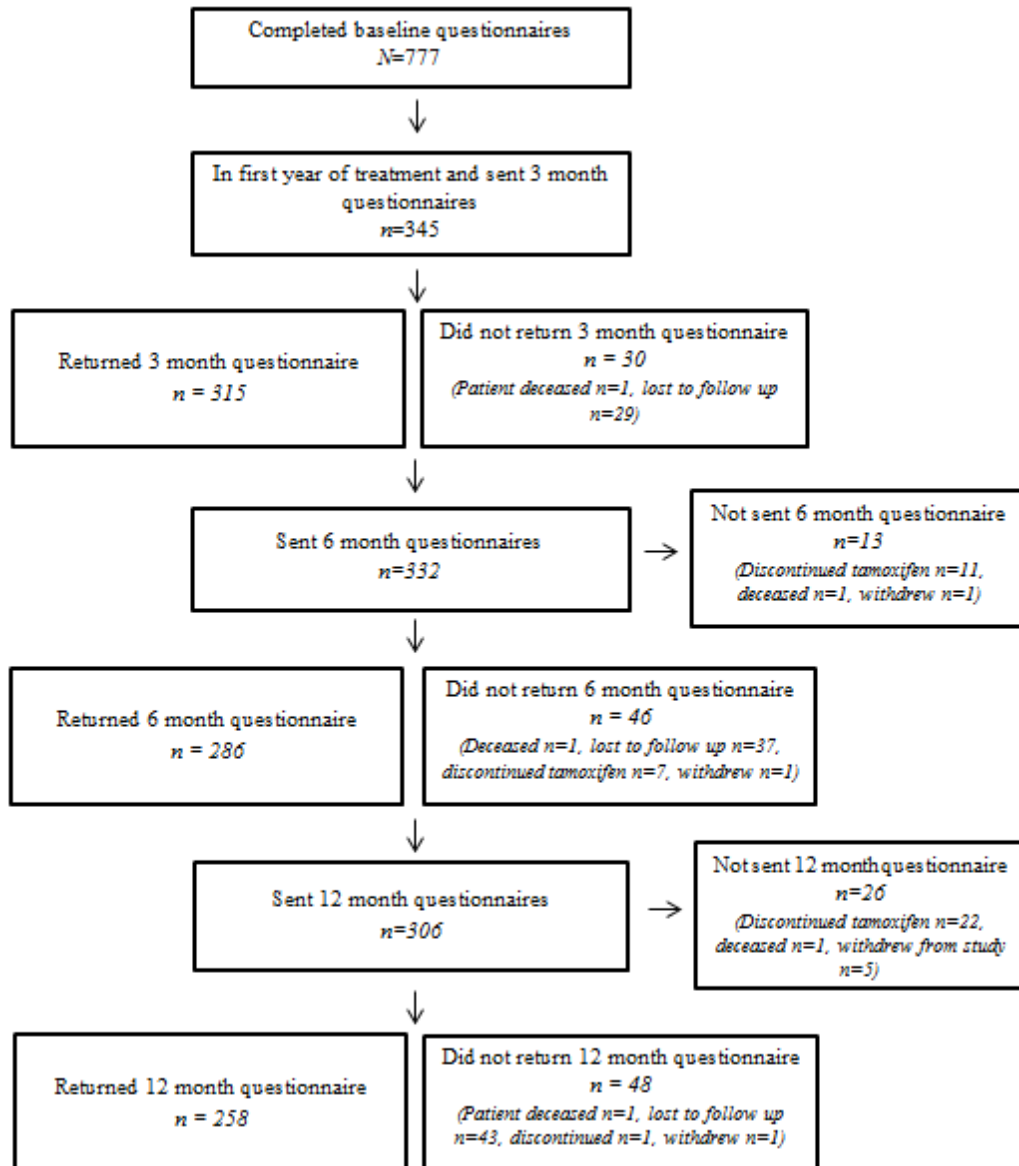 Completed baseline questionnaires
N=777
In first year of treatment and sent 3 month
questionnaires
n=345
Returned 3 month questionnaire
n = 315
Did not return 3 month questionnaire
n = 30
(Patient deceased n=1, lost to follow up
n=29)
Sent 6 month questionnaires
n=332
Not sent 6 month questionnaire
n=13
(Discontinued tamoxifen n=11,
deceased n=1, withdrew n=1)
Returned 6 month questionnaire
n = 286
Did not return 6 month questionnaire
n = 46
(Deceased n=1, lost to follow up n=37,
discontinued tamoxifen n=7, withdrew n=1)
Sent 12 month questionnaires
n=306
Not sent 12 month questionnaire
n=26
(Discontinued tamoxifen n=22,
deceased n=1, withdrew from study
n=5)
Returned 12 month questionnaire
n = 258
Did not return 12 month questionnaire
n = 48
(Patient deceased n=1, lost to follow up
n=43, discontinued n=1, withdrew n=1)